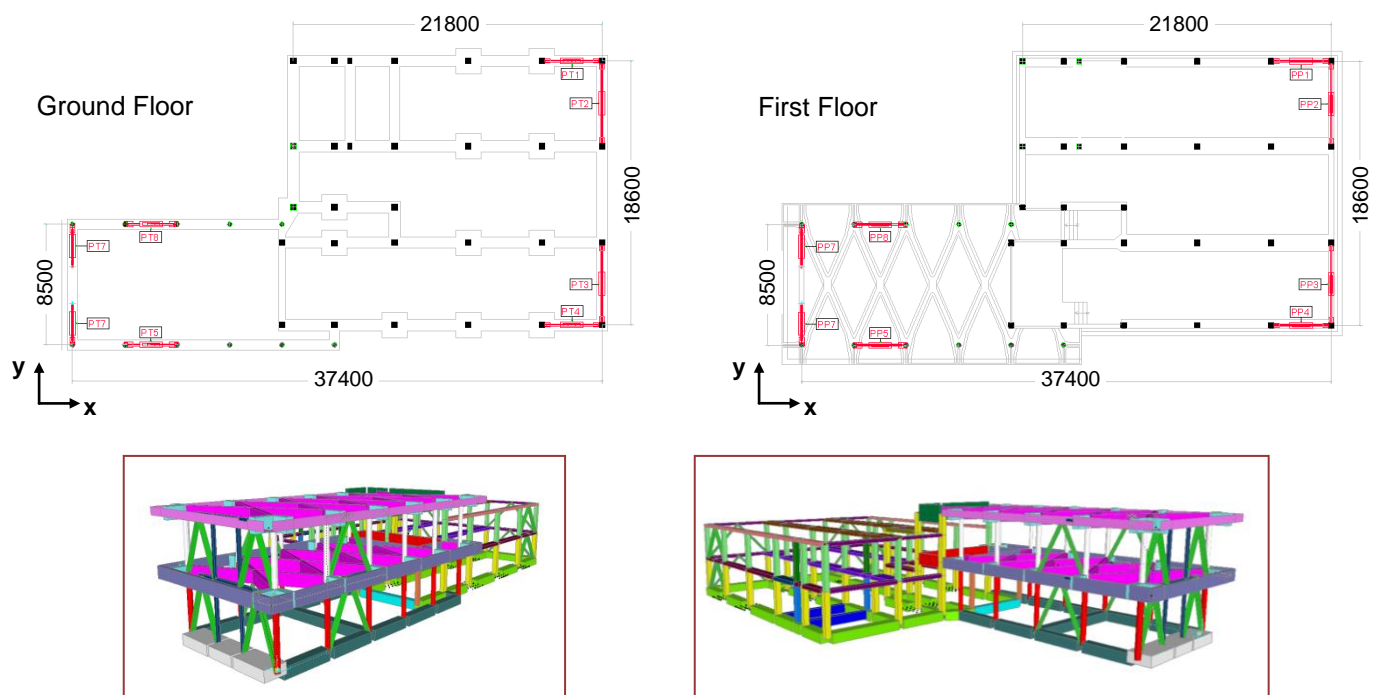 21800
Ground Floor
PT1
PT2
18600
PT8
PT7
8500
PT7
PT5
PT3
PT4
37400
y
x
21800
First Floor
PP1
PP2
18600
PP8
PP7
8500
PP7
PP5
PP3
PP4
37400
y
x